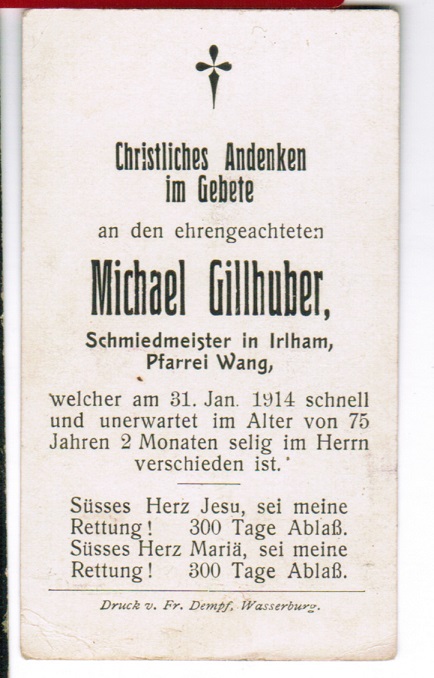 Christliches Andenken
im Gebete
an den ehrengeachteten
Michael Gillhuber,
Schmiedmeister in Irlham,
Pfarrei Wang,
welcher am 31. Jan. 1914 schnell
und unerwartet im Alter von 75
Jahren 2 Monaten selig im Herrn
verschieden ist.
Süsses Herz Jesu, sei meine
Rettung! 300 Tage Ablaß.
Süsses Herz Mariä, sei meine
Rettung! 300 Tage Ablaß.
Druck v. Fr. Dempf, Wasserburg.